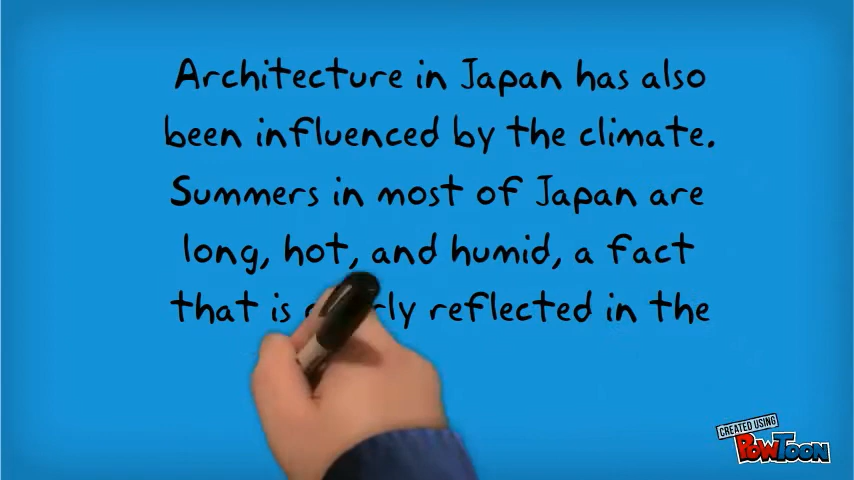 Architecture in Japan has also
been influenced by the climate.
Summers in most of Japan are
long, hot, and humid, a fact
that is reflected in the
CREATED USING
POWTOON